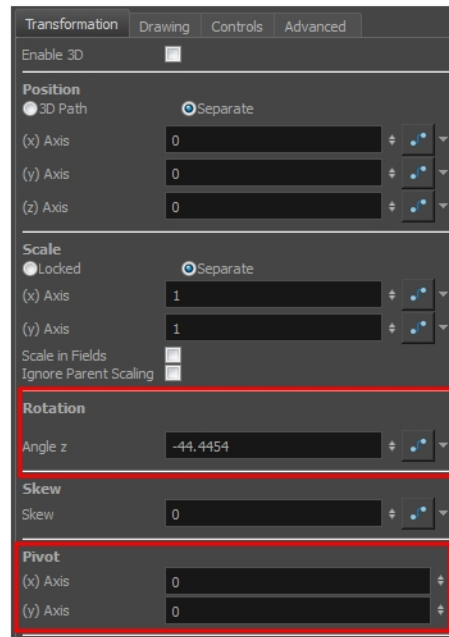 Transformation Drawing Controls Advanced
Enable 3D
Position
3D Path Separate
(x) Axis 0
(y) Axis 0
(z) Axis 0
Scale
Locked Separate
(x) Axis 1
(y) Axis 1
Scale in Fields
Ignore Parent Scaling
Rotation
Angle z -44.4454
Skew
Skew 0
Pivot
(x) Axis 0
(y) Axis 0